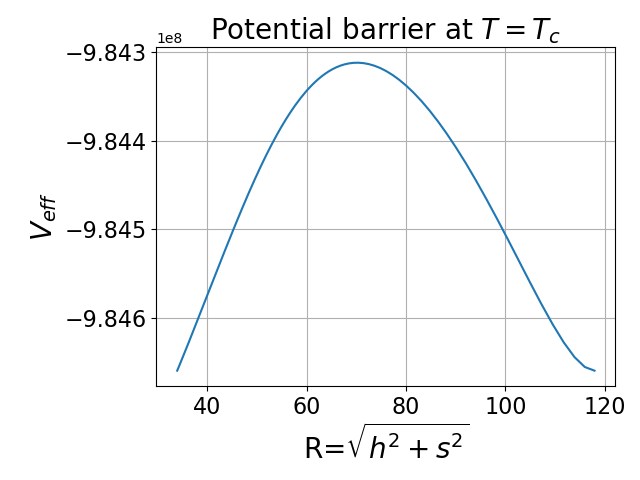 Potential barrier at $T = T_c$
1e8
−9.843
−9.844
−9.845
−9.846
$V_{eff}$
40 60 80 100 120
R=$\sqrt{h^2 + s^2}$